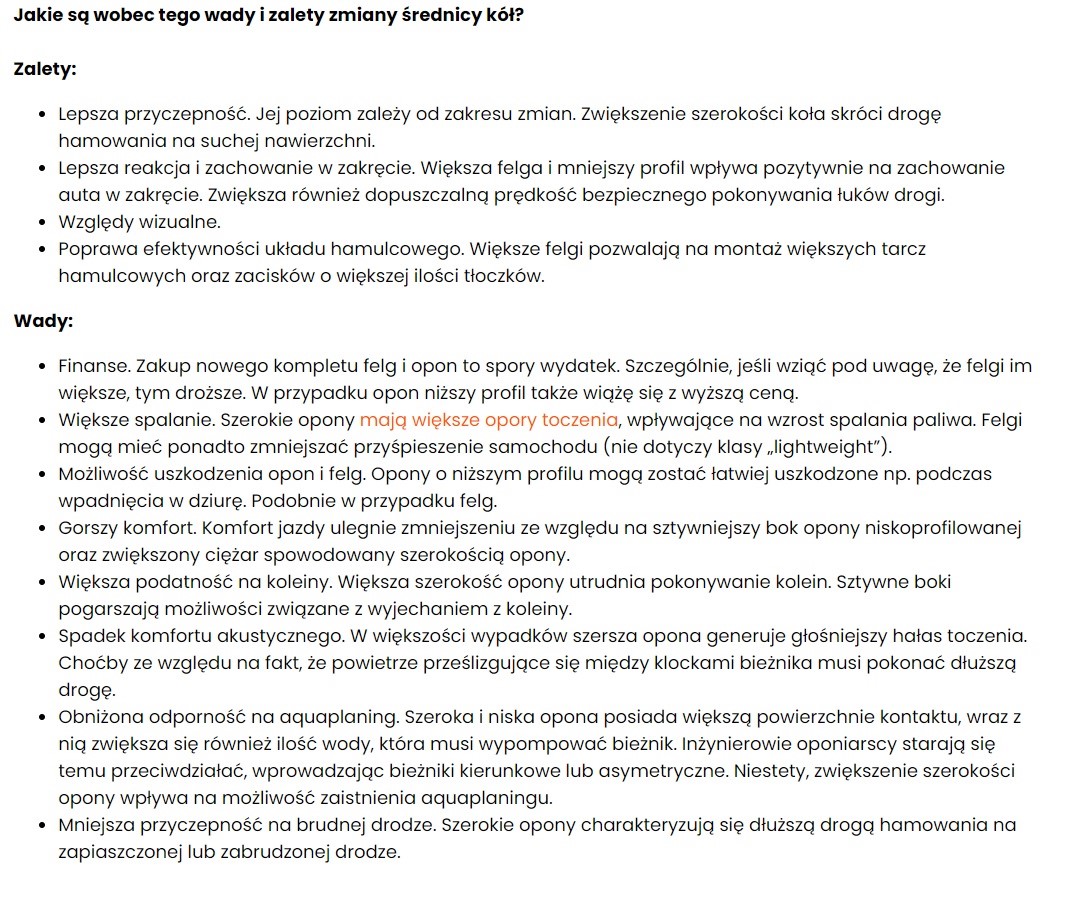 Jakie są wobec tego wady i zalety zmiany średnicy kół?
Zalety:
• Lepsza przyczepność. Jej poziom zależy od zakresu zmian. Zwiększenie szerokości koła skróci drogę
hamowania na suchej nawierzchni.
• Lepsza reakcja i zachowanie w zakręcie. Większa felga i mniejszy profil wpływa pozytywnie na zachowanie
auta w zakręcie. Zwiększa również dopuszczalną prędkość bezpiecznego pokonywania łuków drogi.
• Względy wizualne.
• Poprawa efektywności układu hamulcowego. Większe felgi pozwalają na montaż większych tarcz
hamulcowych oraz zacisków o większej ilości tłoczków.
Wady:
• Finanse. Zakup nowego kompletu felg i opon to spory wydatek. Szczególnie, jeśli wziąć pod uwagę, że felgi im
większe, tym droższe. W przypadku opon niższy profil także wiąże się z wyższą ceną.
• Większe spalanie. Szerokie opony mają większe opory toczenia, wpływające na wzrost spalania paliwa. Felgi
mogą mieć ponadto zmniejszać przyśpieszenie samochodu (nie dotyczy klasy „lightweight”).
• Możliwość uszkodzenia opon i felg. Opony o niższym profilu mogą zostać łatwiej uszkodzone np. podczas
wpadnięcia w dziurę. Podobnie w przypadku felg.
• Gorszy komfort. Komfort jazdy ulegnie zmniejszeniu ze względu na sztywniejszy bok opony niskoprofilowanej
oraz zwiększony ciężar spowodowany szerokością opony.
• Większa podatność na koleiny. Większa szerokość opony utrudnia pokonywanie kolein. Sztywne boki
pogarszają możliwości związane z wyjechaniem z koleiny.
• Spadek komfortu akustycznego. W większości wypadków szersza opona generuje głośniejszy hałas toczenia.
Choćby ze względu na fakt, że powietrze prześlizgujące się między klockami bieżnika musi pokonać dłuższą
drogę.
• Obniżona odporność na aquaplaning. Szeroka i niska opona posiada większą powierzchnie kontaktu, wraz z
nią zwiększa się również ilość wody, która musi wypompować bieżnik. Inżynierowie oponiarscy starają się
temu przeciwdziałać, wprowadzając bieżniki kierunkowe lub asymetryczne. Niestety, zwiększenie szerokości
opony wpływa na możliwość zaistnienia aquaplaningu.
• Mniejsza przyczepność na brudnej drodze. Szerokie opony charakteryzują się dłuższą drogą hamowania na
zapiaszczonej lub zabrudzonej drodze.